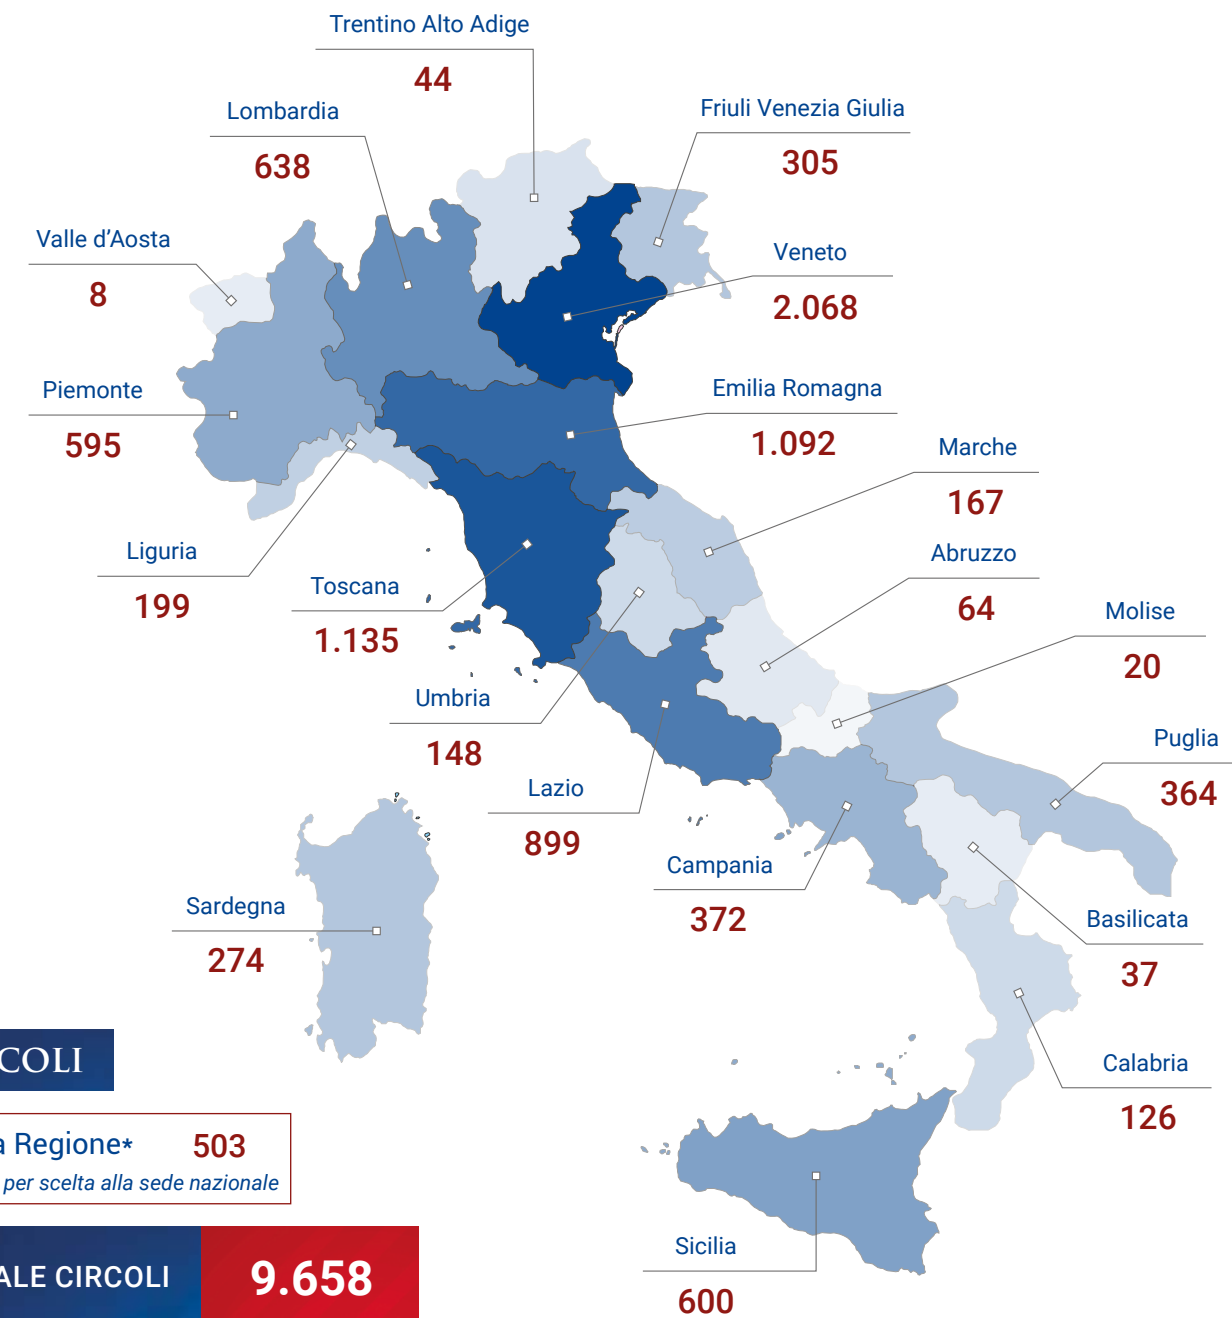 Trentino Alto Adige
44
Lombardia
638
Friuli Venezia Giulia
305
Valle d’Aosta
8
Veneto
2.068
Piemonte
595
Emilia Romagna
1.092
Marche
167
Liguria
199
Toscana
1.135
Abruzzo
64
Molise
20
Umbria
148
Puglia
364
Lazio
899
Campania
372
Sardegna
274
Basilicata
37
Calabria
126
COLI
a Regione* 503
per scelta alla sede nazionale
ALE CIRCOLI 9.658
Sicilia
600